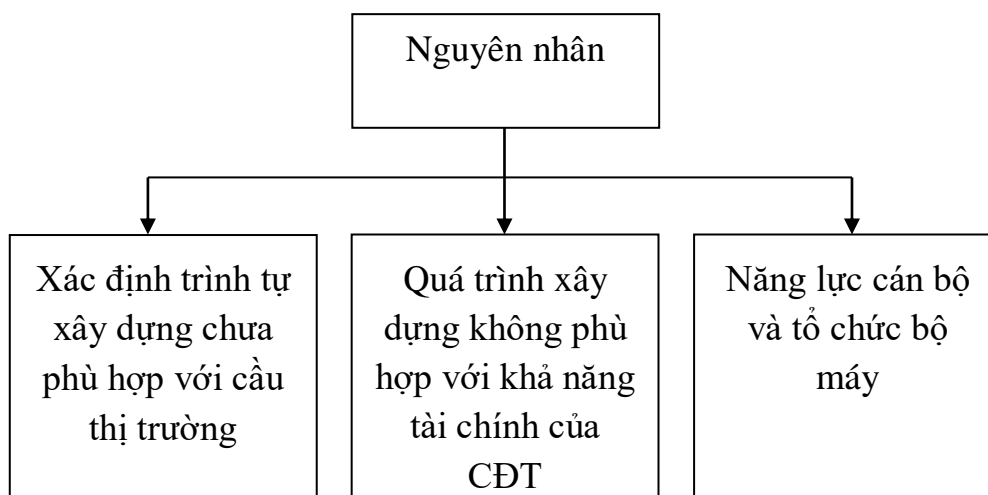 Nguyên nhân
Xác định trình tự
xây dựng chưa
phù hợp với cầu
thị trường
Quá trình xây
dựng không phù
hợp với khả năng
tài chính của
CĐT
Năng lực cán bộ
và tổ chức bộ
máy